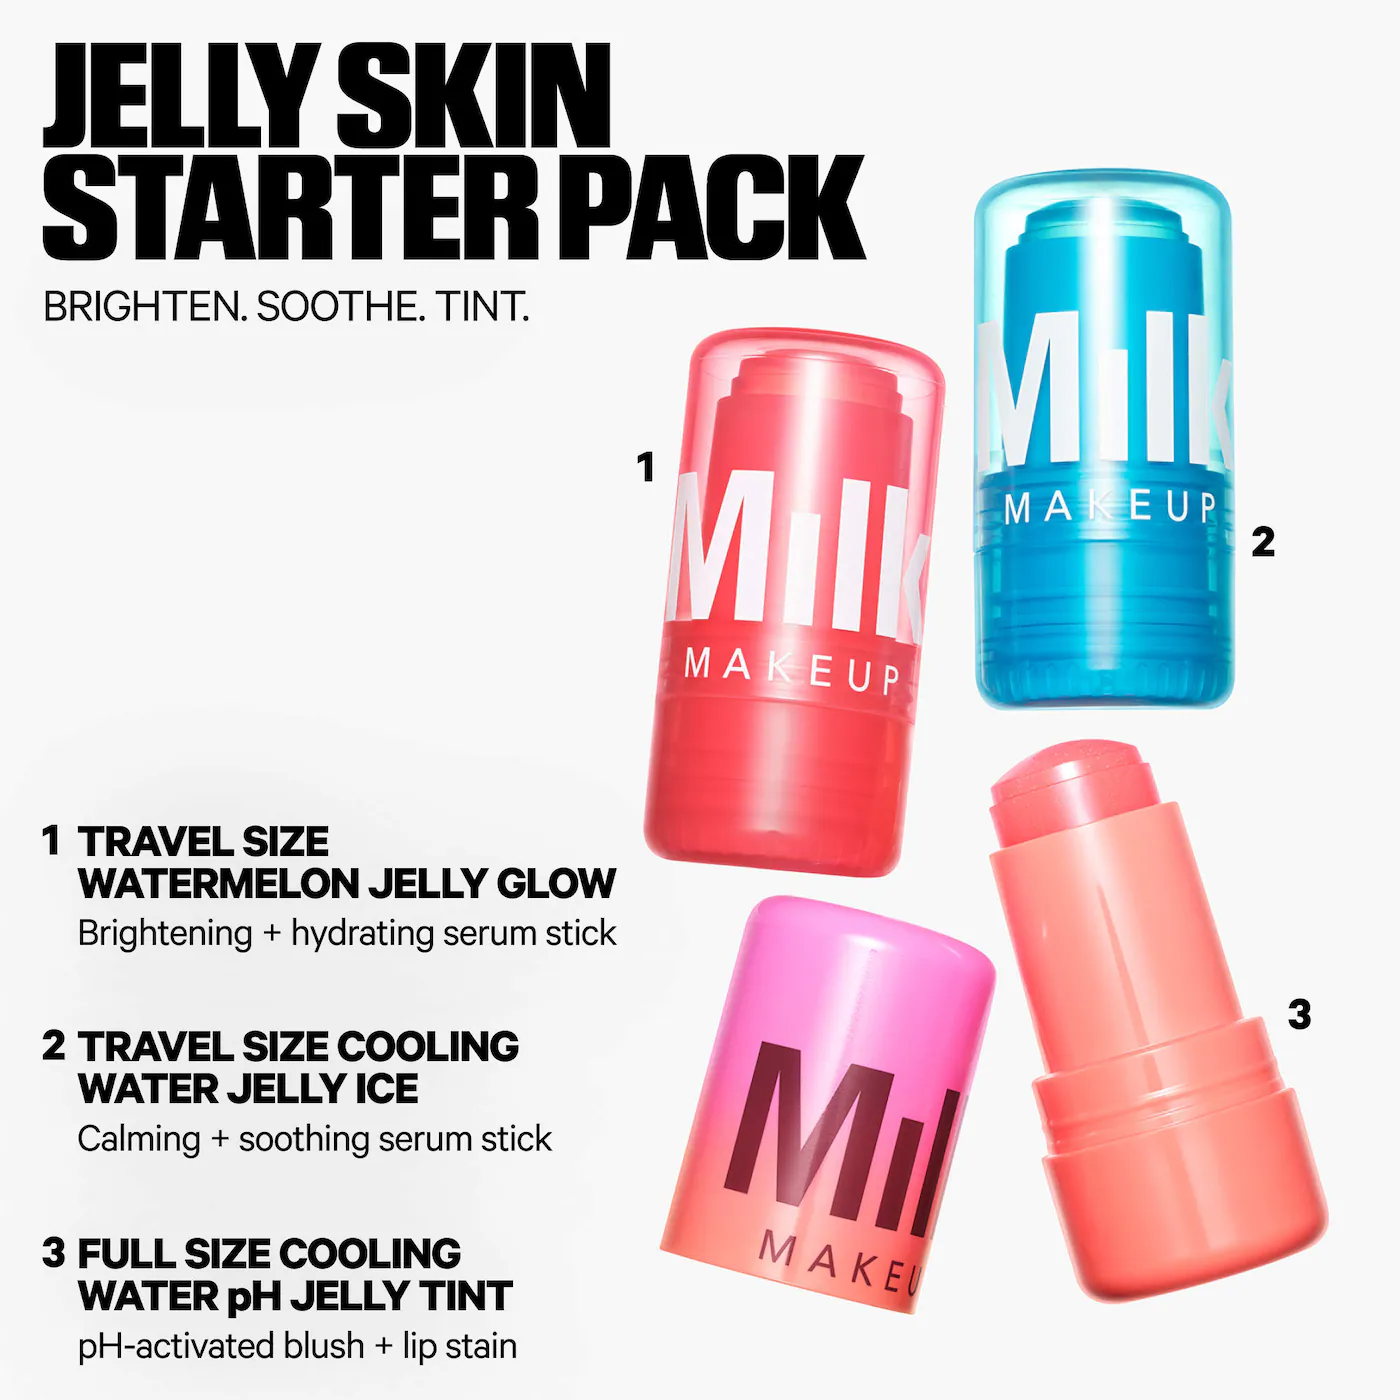 JELLY SKIN
STARTER PACK
BRIGHTEN. SOOTHE. TINT.
Milk
MAKEUP
2
1
Milk
MAKEUP
1 TRAVEL SIZE
WATERMELON JELLY GLOW
Brightening + hydrating serum stick
2 TRAVEL SIZE COOLING
WATER JELLY ICE
Calming + soothing serum stick
3 FULL SIZE COOLING
WATER pH JELLY TINT
pH-activated blush + lip stain
3
Mil
MAKEU